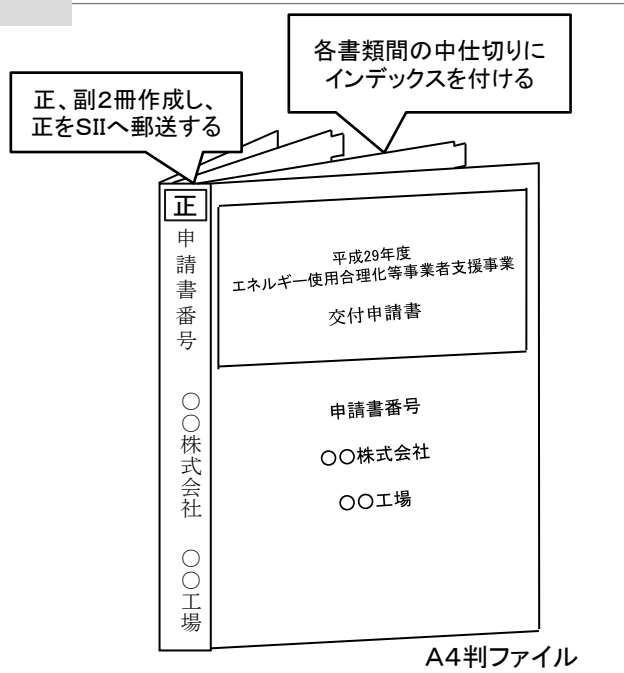 各書類間の中仕切りに
インデックスを付ける
正、副２冊作成し、
正をSIIへ郵送する
正
申請書番号 〇〇株式会社 〇〇工場
平成29年度
エネルギー使用合理化等事業者支援事業
交付申請書
申請書番号
〇〇株式会社
〇〇工場
A4判ファイル